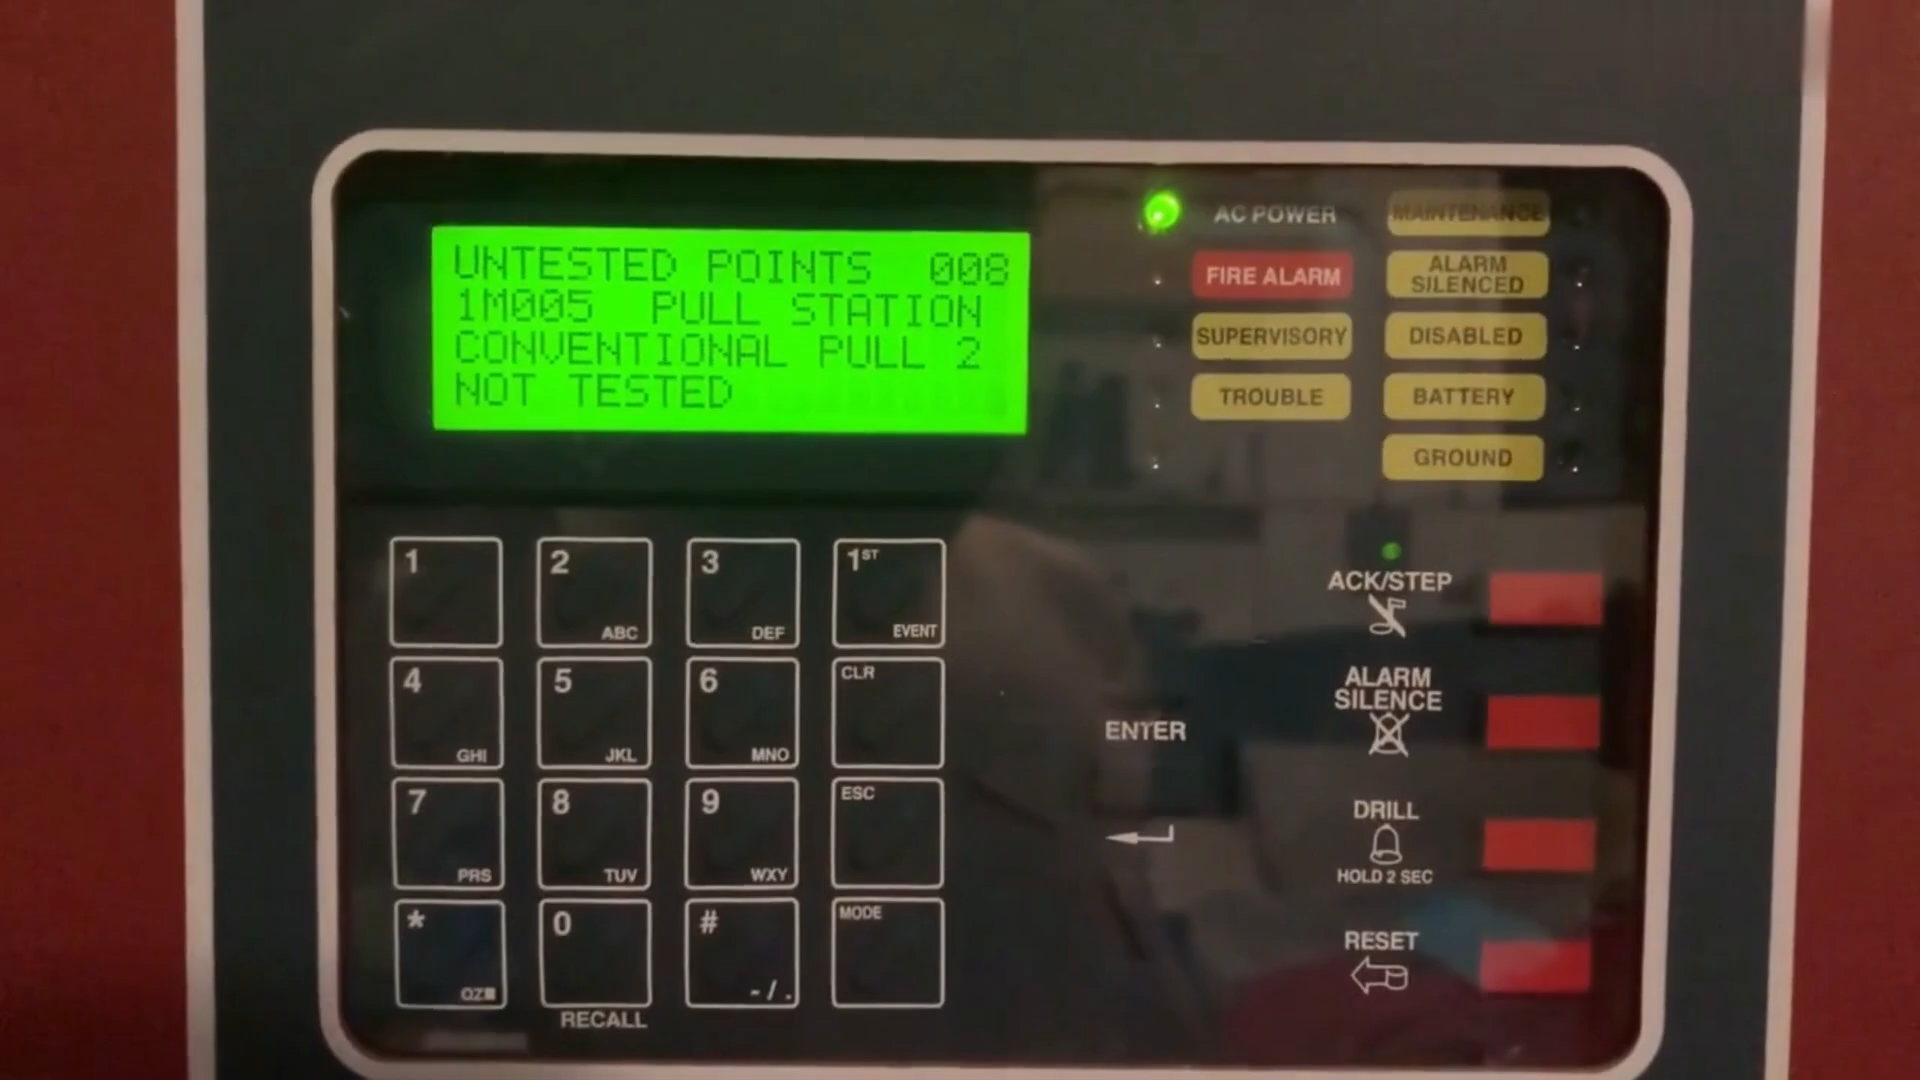 UNTESTED POINTS 008
1M005 PULL STATION
CONVENTIONAL PULL 2
NOT TESTED
AC POWER
FIRE ALARM
SUPERVISORY
TROUBLE
MAINTENANCE
ALARM
SILENCED
DISABLED
BATTERY
GROUND
1
2
ABC
3
DEF
1ST
EVENT
4
GHI
5
JKL
6
MNO
CLR
7
PRS
8
TUV
9
WXY
ESC
*
QZ
0
RECALL
#
- / .
MODE
ENTER
ACK/STEP
ALARM
SILENCE
DRILL
HOLD 2 SEC
RESET